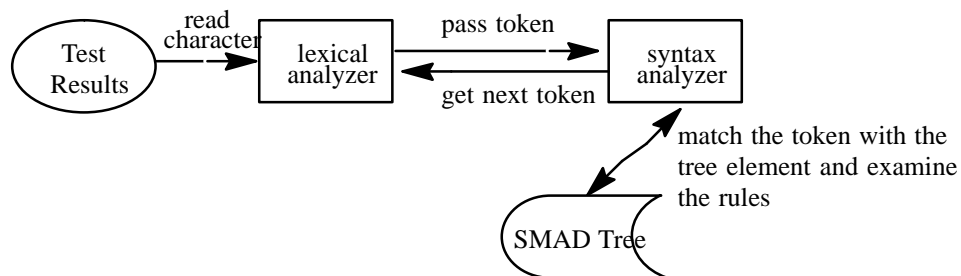 Test
Results
read
character
lexical
analyzer
pass token
get next token
syntax
analyzer
match the token with the
tree element and examine
the rules
SMAD Tree